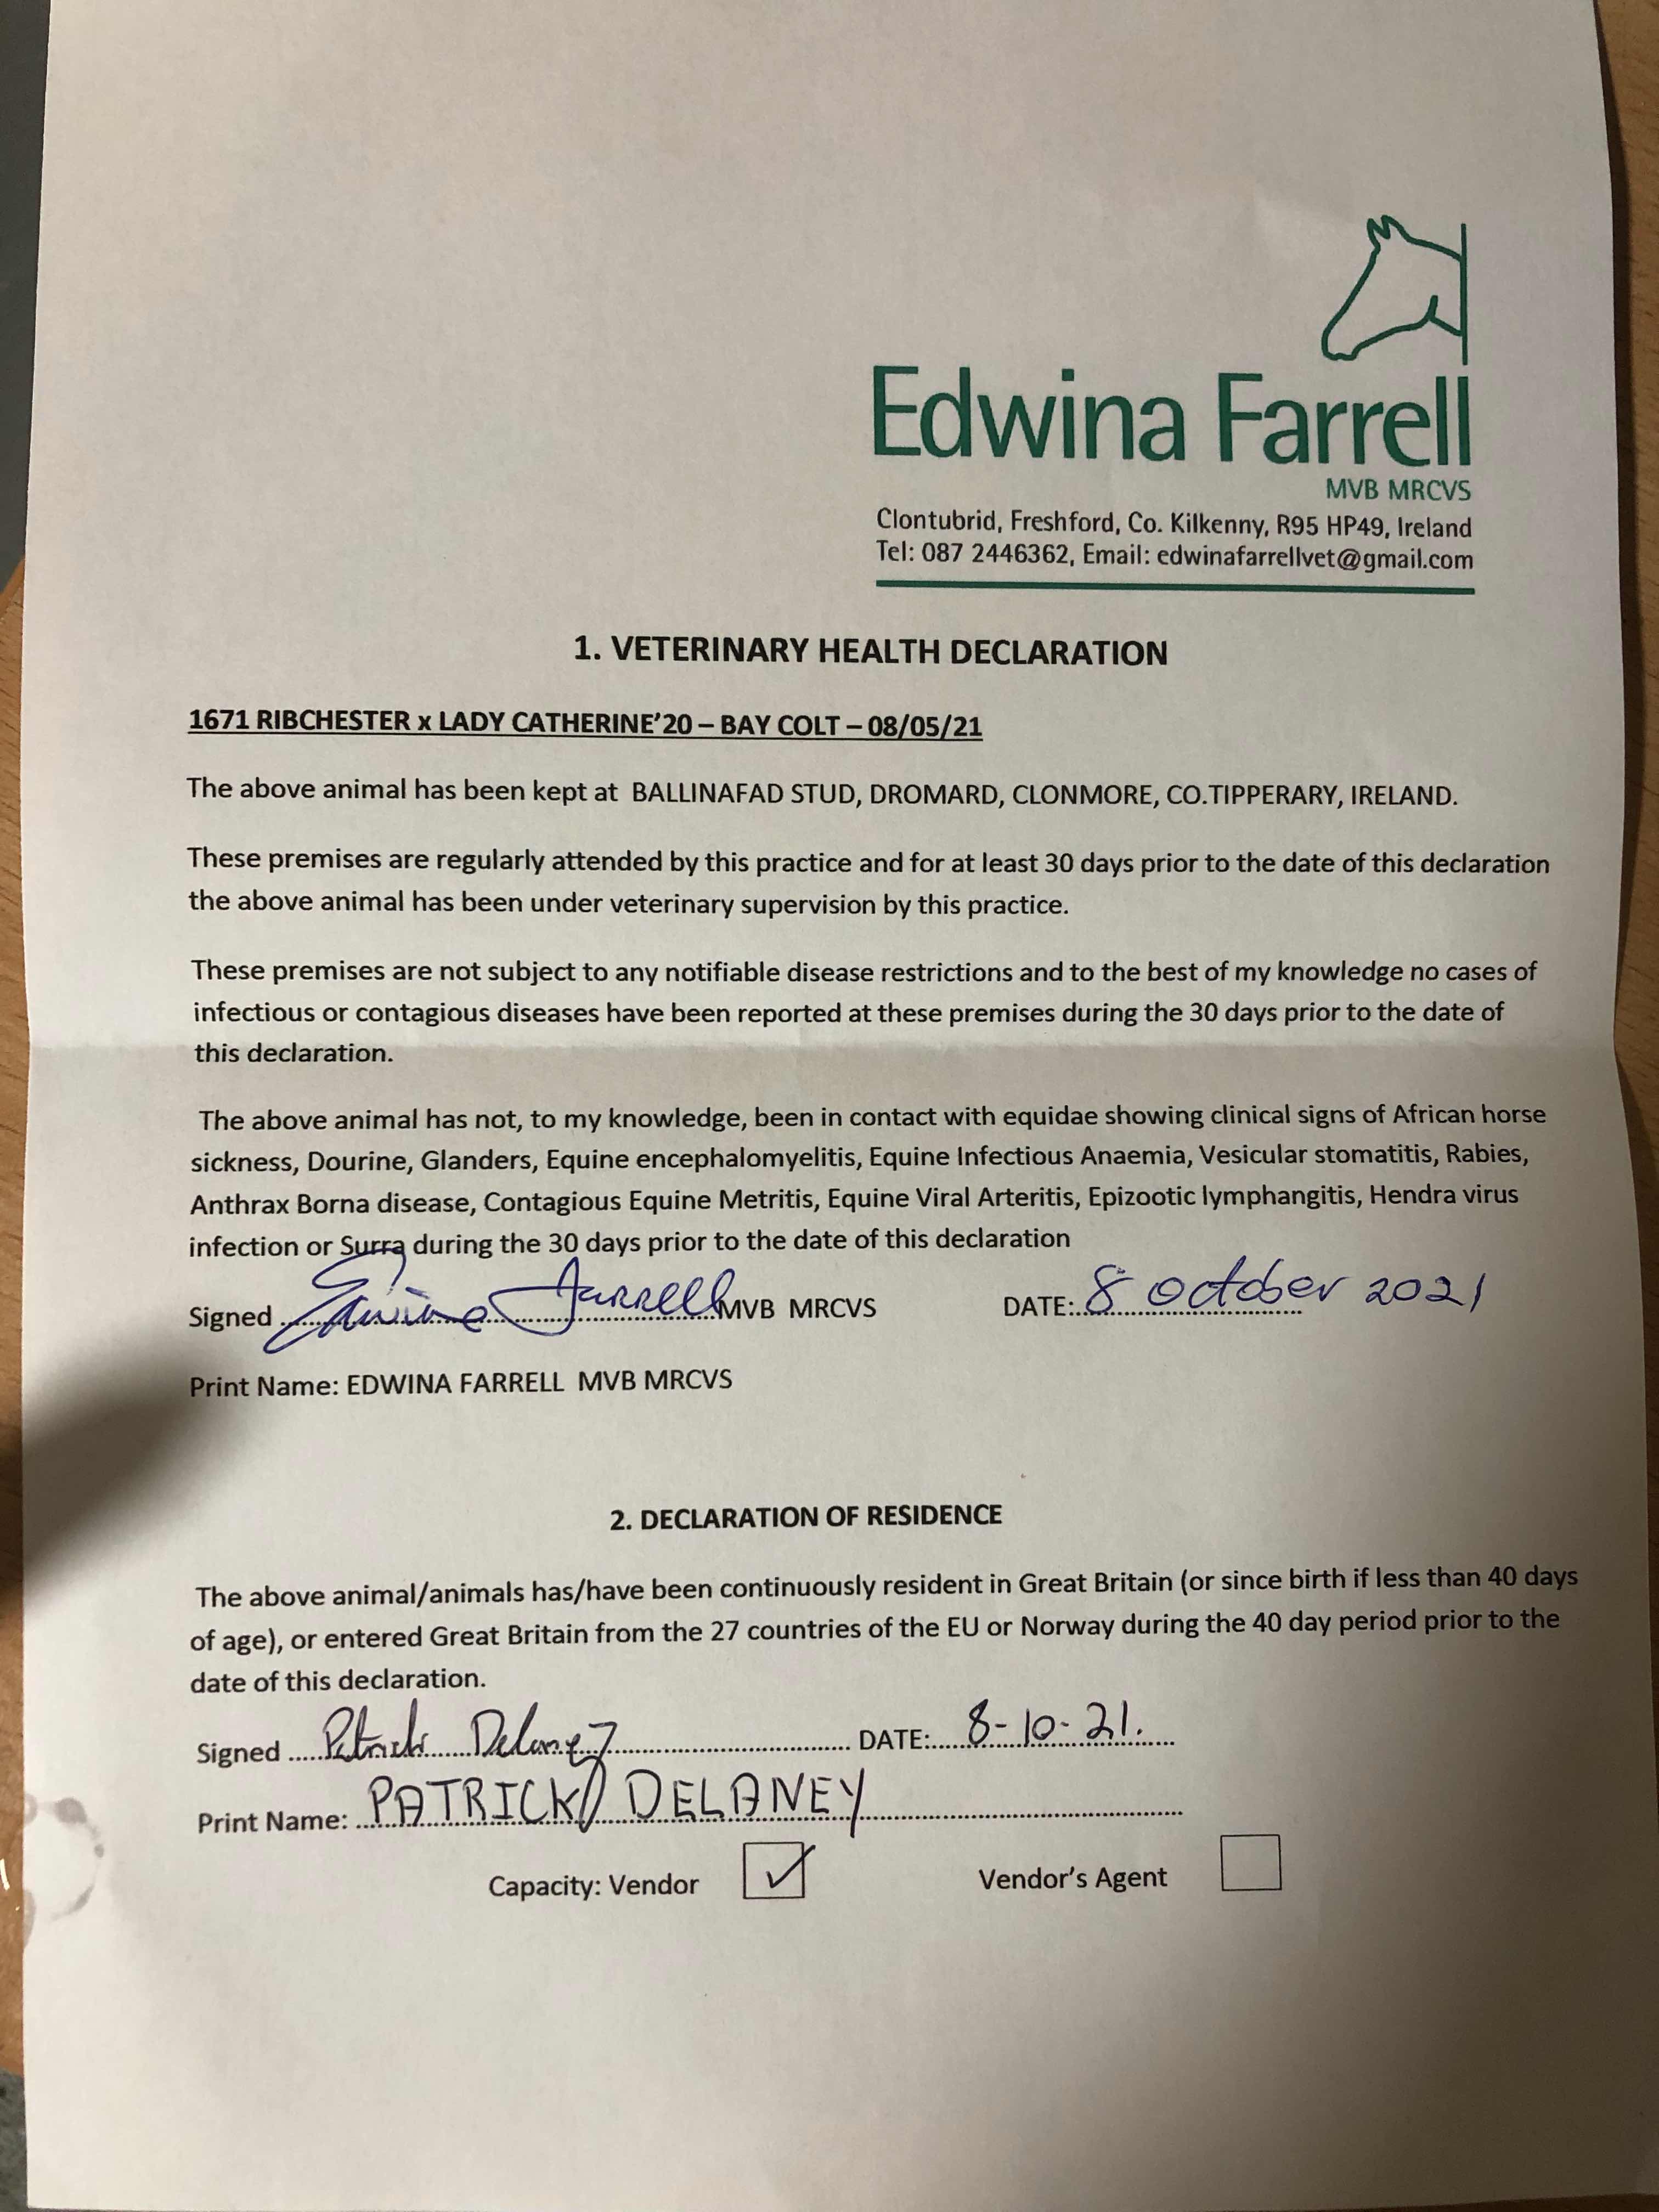 Edwina Farrell
MVB MRCVS
Clontubrid, Freshford, Co. Kilkenny, R95 HP49, Ireland
Tel: 087 2446362, Email: edwinafarrellvet@gmail.com
1. VETERINARY HEALTH DECLARATION
1671 RIBCHESTER x LADY CATHERINE'20 – BAY COLT – 08/05/21
The above animal has been kept at BALLINAFAD STUD, DROMARD, CLONMORE, CO.TIPPERARY, IRELAND.
These premises are regularly attended by this practice and for at least 30 days prior to the date of this declaration
the above animal has been under veterinary supervision by this practice.
These premises are not subject to any notifiable disease restrictions and to the best of my knowledge no cases of
infectious or contagious diseases have been reported at these premises during the 30 days prior to the date of
this declaration.
The above animal has not, to my knowledge, been in contact with equidae showing clinical signs of African horse
sickness, Dourine, Glanders, Equine encephalomyelitis, Equine Infectious Anaemia, Vesicular stomatitis, Rabies,
Anthrax Borna disease, Contagious Equine Metritis, Equine Viral Arteritis, Epizootic lymphangitis, Hendra virus
infection or Surra during the 30 days prior to the date of this declaration
Signed Edwina Farrell MVB MRCVS DATE: 8 October 2021
Print Name: EDWINA FARRELL MVB MRCVS
2. DECLARATION OF RESIDENCE
The above animal/animals has/have been continuously resident in Great Britain (or since birth if less than 40 days
of age), or entered Great Britain from the 27 countries of the EU or Norway during the 40 day period prior to the
date of this declaration.
Signed Patrick Delaney DATE: 8-10-21.
Print Name: PATRICK DELANEY
Capacity: Vendor ✓ Vendor's Agent